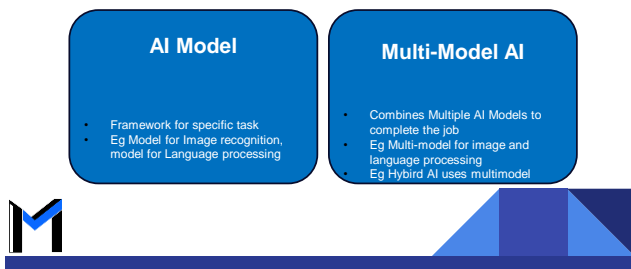 AI Model
• Framework for specific task
• Eg Model for Image recognition,
model for Language processing
Multi-Model AI
• Combines Multiple AI Models to
complete the job
• Eg Multi-model for image and
language processing
• Eg Hybird AI uses multimodel
M